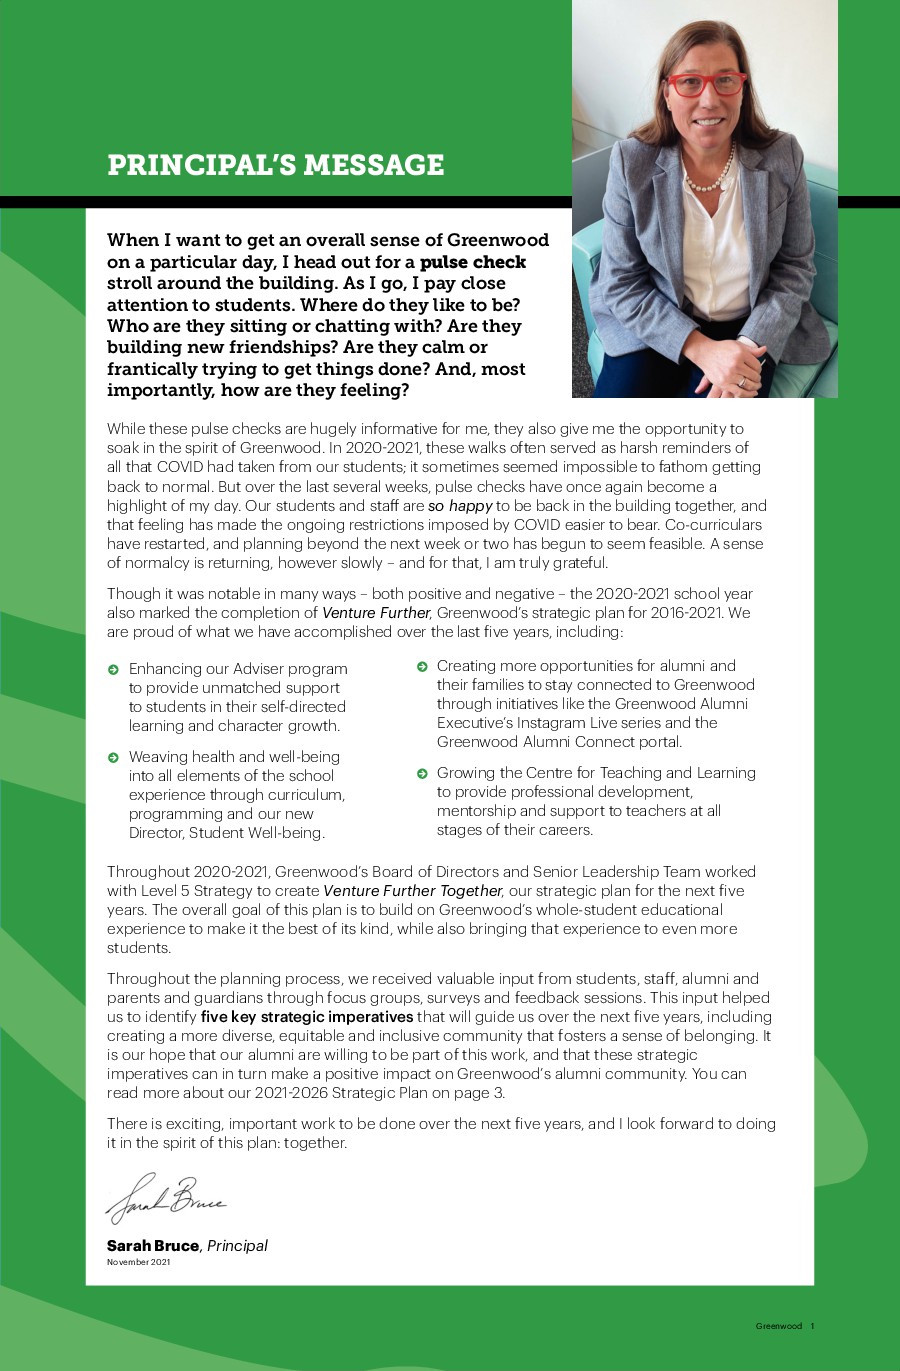 PRINCIPAL'S MESSAGE
When I want to get an overall sense of Greenwood
on a particular day, I head out for a pulse check
stroll around the building. As I go, I pay close
attention to students. Where do they like to be?
Who are they sitting or chatting with? Are they
building new friendships? Are they calm or
frantically trying to get things done? And, most
importantly, how are they feeling?
While these pulse checks are hugely informative for me, they also give me the opportunity to
soak in the spirit of Greenwood. In 2020-2021, these walks often served as harsh reminders of
all that COVID had taken from our students; it sometimes seemed impossible to fathom getting
back to normal. But over the last several weeks, pulse checks have once again become a
highlight of my day. Our students and staff are so happy to be back in the building together, and
that feeling has made the ongoing restrictions imposed by COVID easier to bear. Co-curriculars
have restarted, and planning beyond the next week or two has begun to seem feasible. A sense
of normalcy is returning, however slowly – and for that, I am truly grateful.
Though it was notable in many ways – both positive and negative – the 2020-2021 school year
also marked the completion of Venture Further, Greenwood's strategic plan for 2016-2021. We
are proud of what we have accomplished over the last five years, including:
Enhancing our Adviser program
to provide unmatched support
to students in their self-directed
learning and character growth.
Weaving health and well-being
into all elements of the school
experience through curriculum,
programming and our new
Director, Student Well-being.
Creating more opportunities for alumni and
their families to stay connected to Greenwood
through initiatives like the Greenwood Alumni
Executive's Instagram Live series and the
Greenwood Alumni Connect portal.
Growing the Centre for Teaching and Learning
to provide professional development,
mentorship and support to teachers at all
stages of their careers.
Throughout 2020-2021, Greenwood's Board of Directors and Senior Leadership Team worked
with Level 5 Strategy to create Venture Further Together, our strategic plan for the next five
years. The overall goal of this plan is to build on Greenwood's whole-student educational
experience to make it the best of its kind, while also bringing that experience to even more
students.
Throughout the planning process, we received valuable input from students, staff, alumni and
parents and guardians through focus groups, surveys and feedback sessions. This input helped
us to identify five key strategic imperatives that will guide us over the next five years, including
creating a more diverse, equitable and inclusive community that fosters a sense of belonging. It
is our hope that our alumni are willing to be part of this work, and that these strategic
imperatives can in turn make a positive impact on Greenwood's alumni community. You can
read more about our 2021-2026 Strategic Plan on page 3.
There is exciting, important work to be done over the next five years, and I look forward to doing
it in the spirit of this plan: together.
Sarah Bruce
Sarah Bruce, Principal
November 2021
Greenwood 1